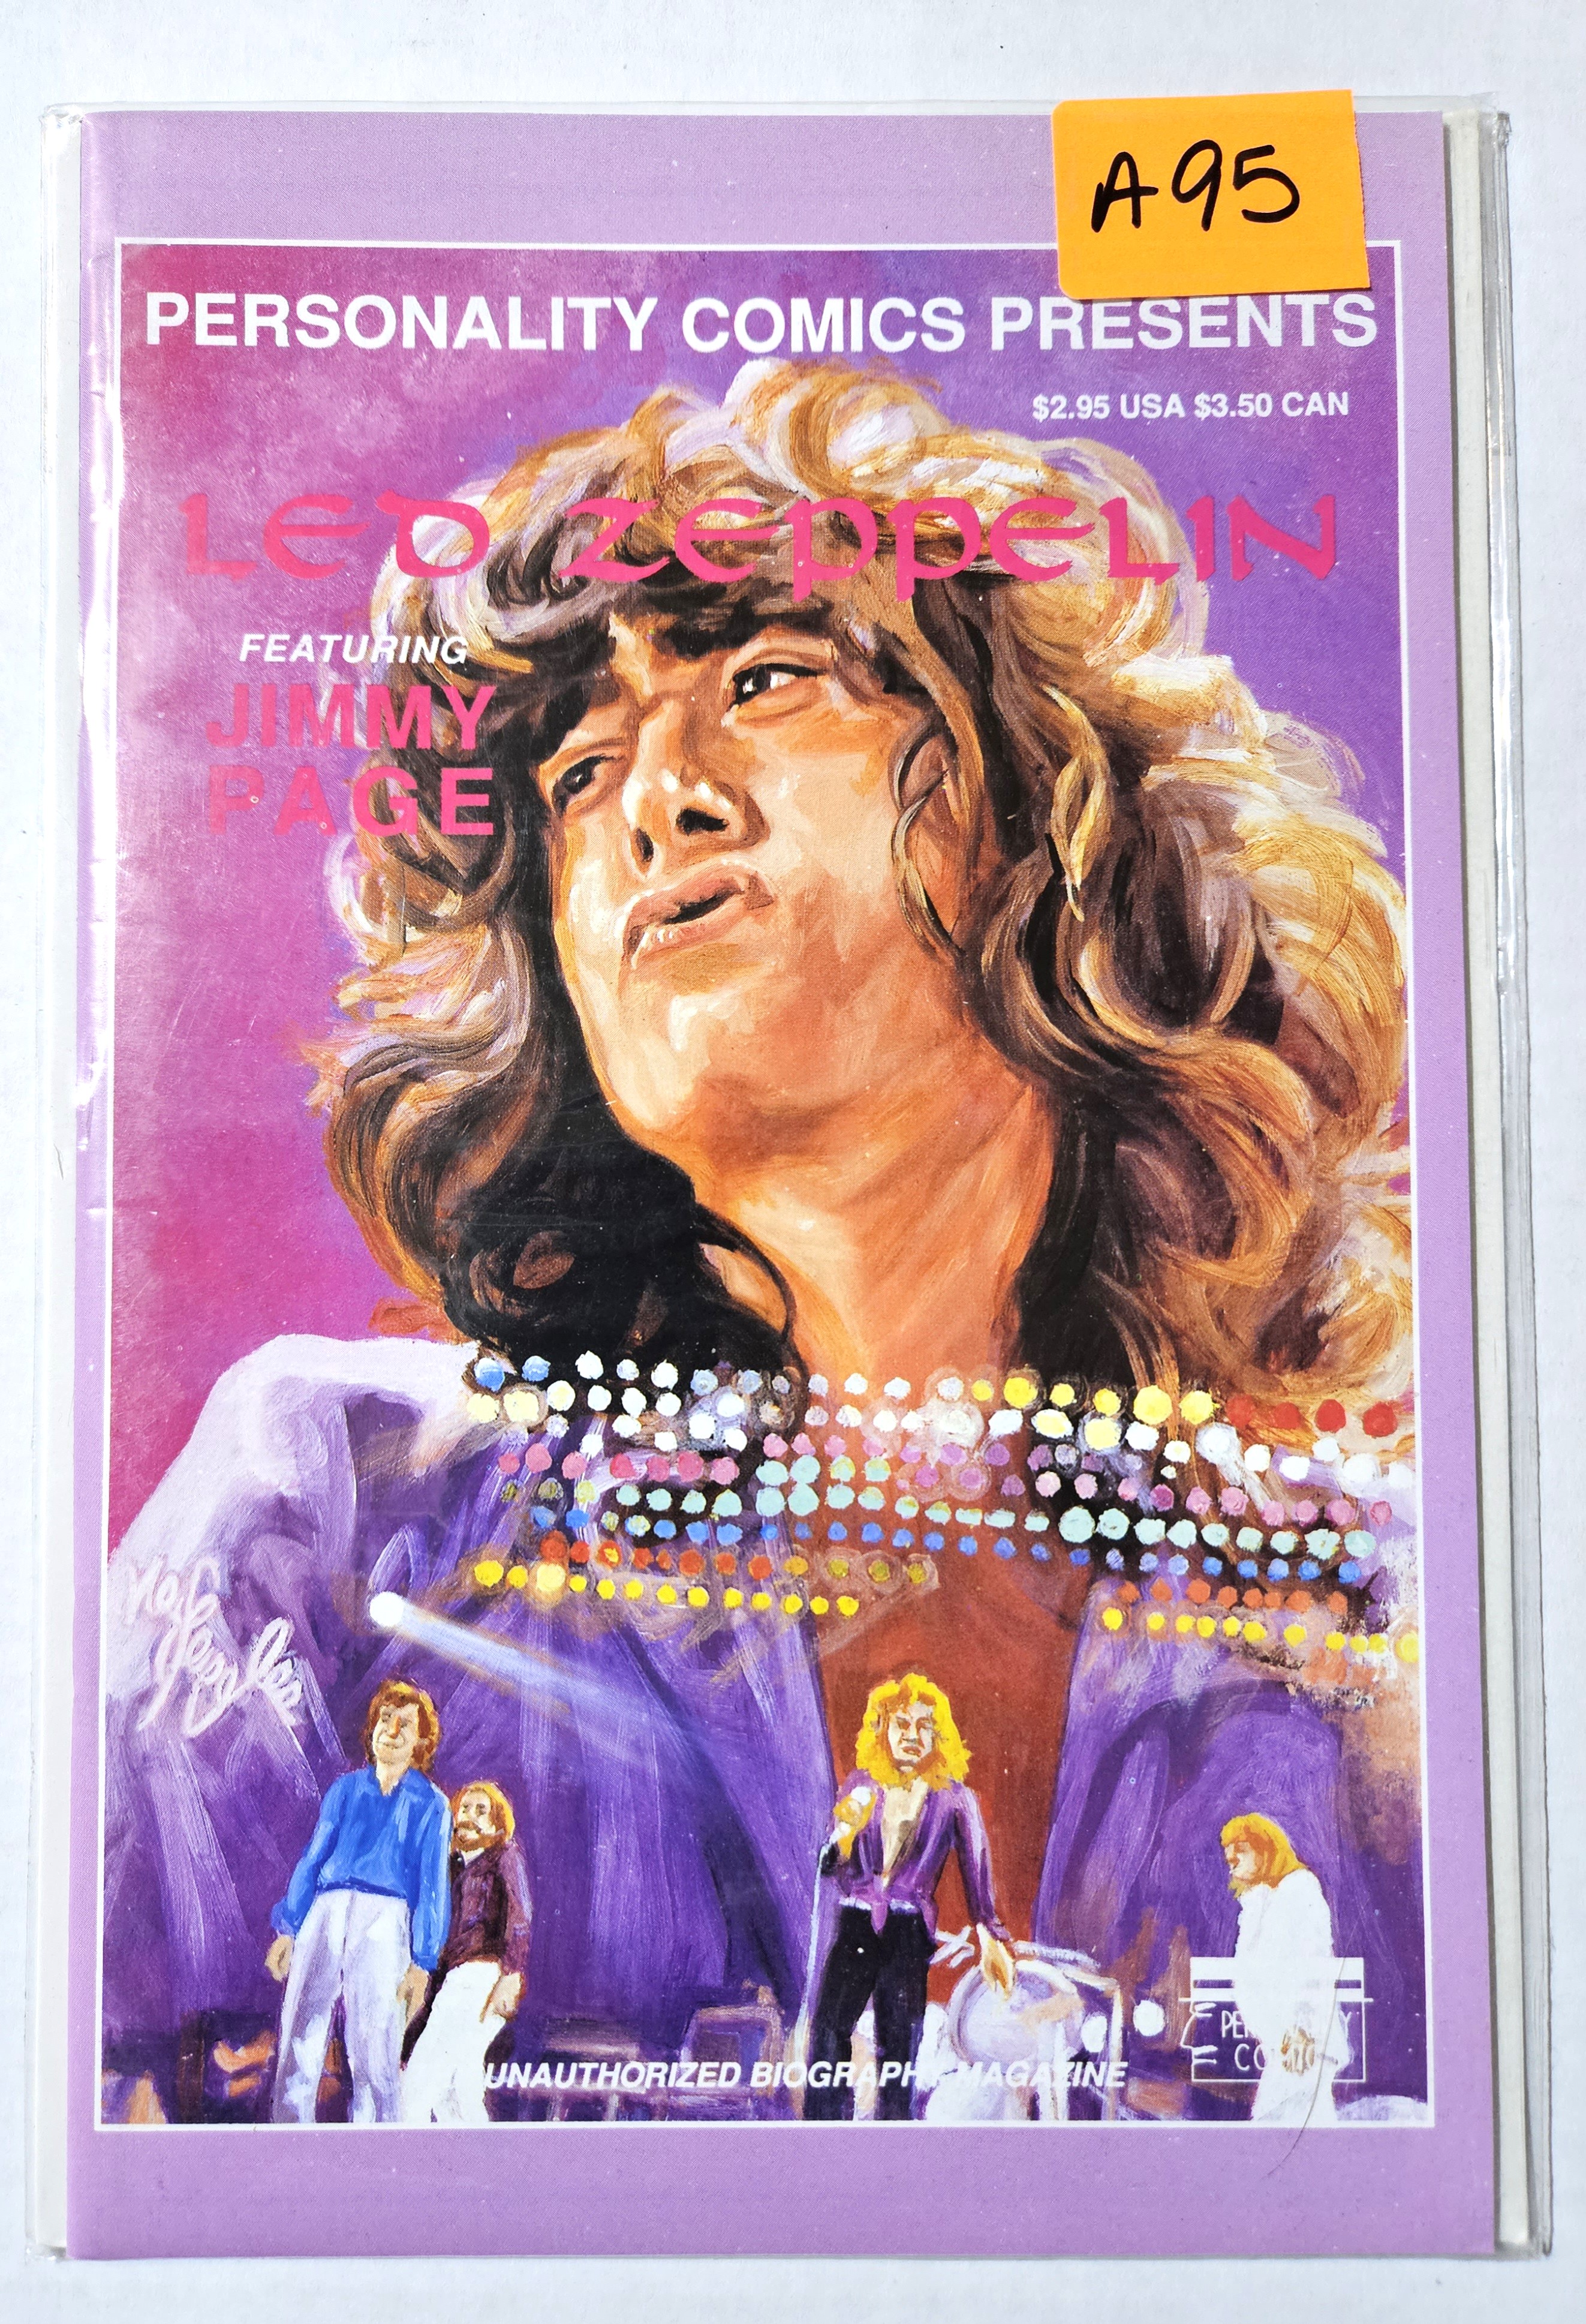 A95
PERSONALITY COMICS PRESENTS
$2.95 USA $3.50 CAN
LED ZEPPELIN
FEATURING
JIMMY
PAGE
UNAUTHORIZED BIOGRAPHY MAGAZINE